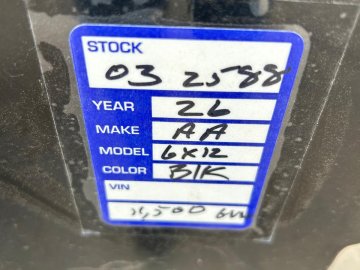 STOCK
03 2588
YEAR 26
MAKE AA
MODEL 6X12
COLOR BlK
VIN